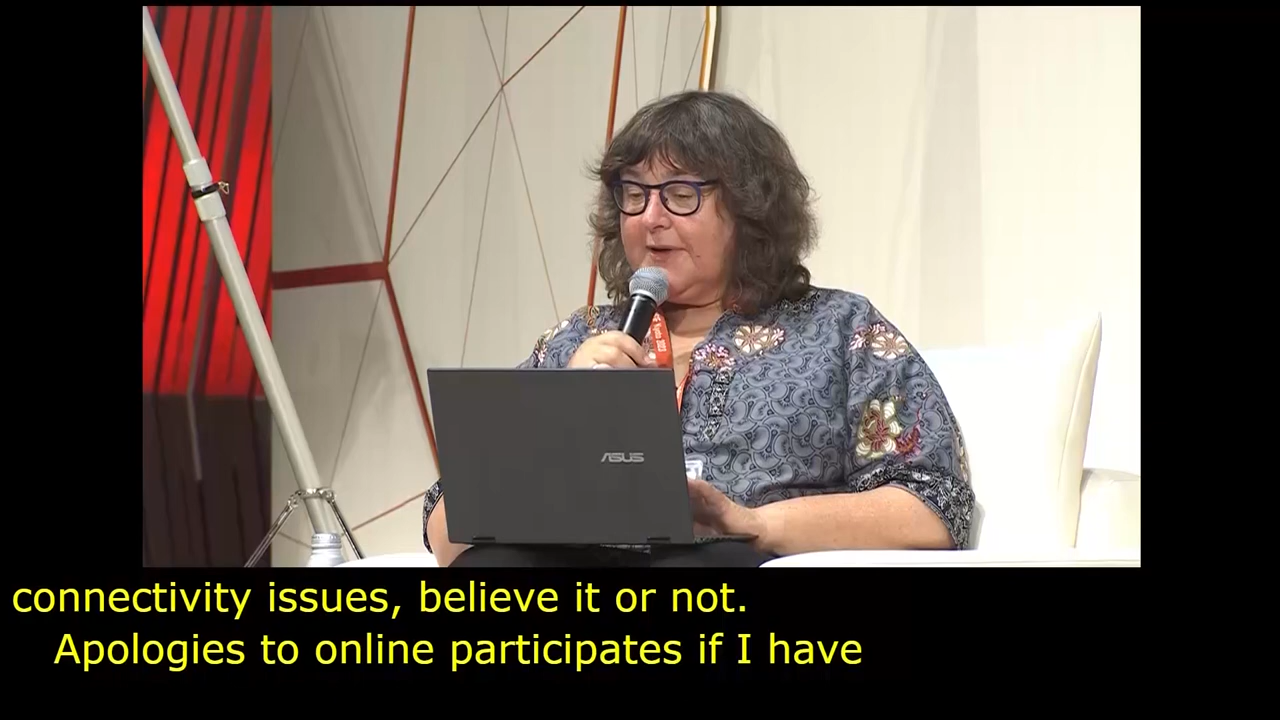 ASUS
connectivity issues, believe it or not.
Apologies to online participates if I have